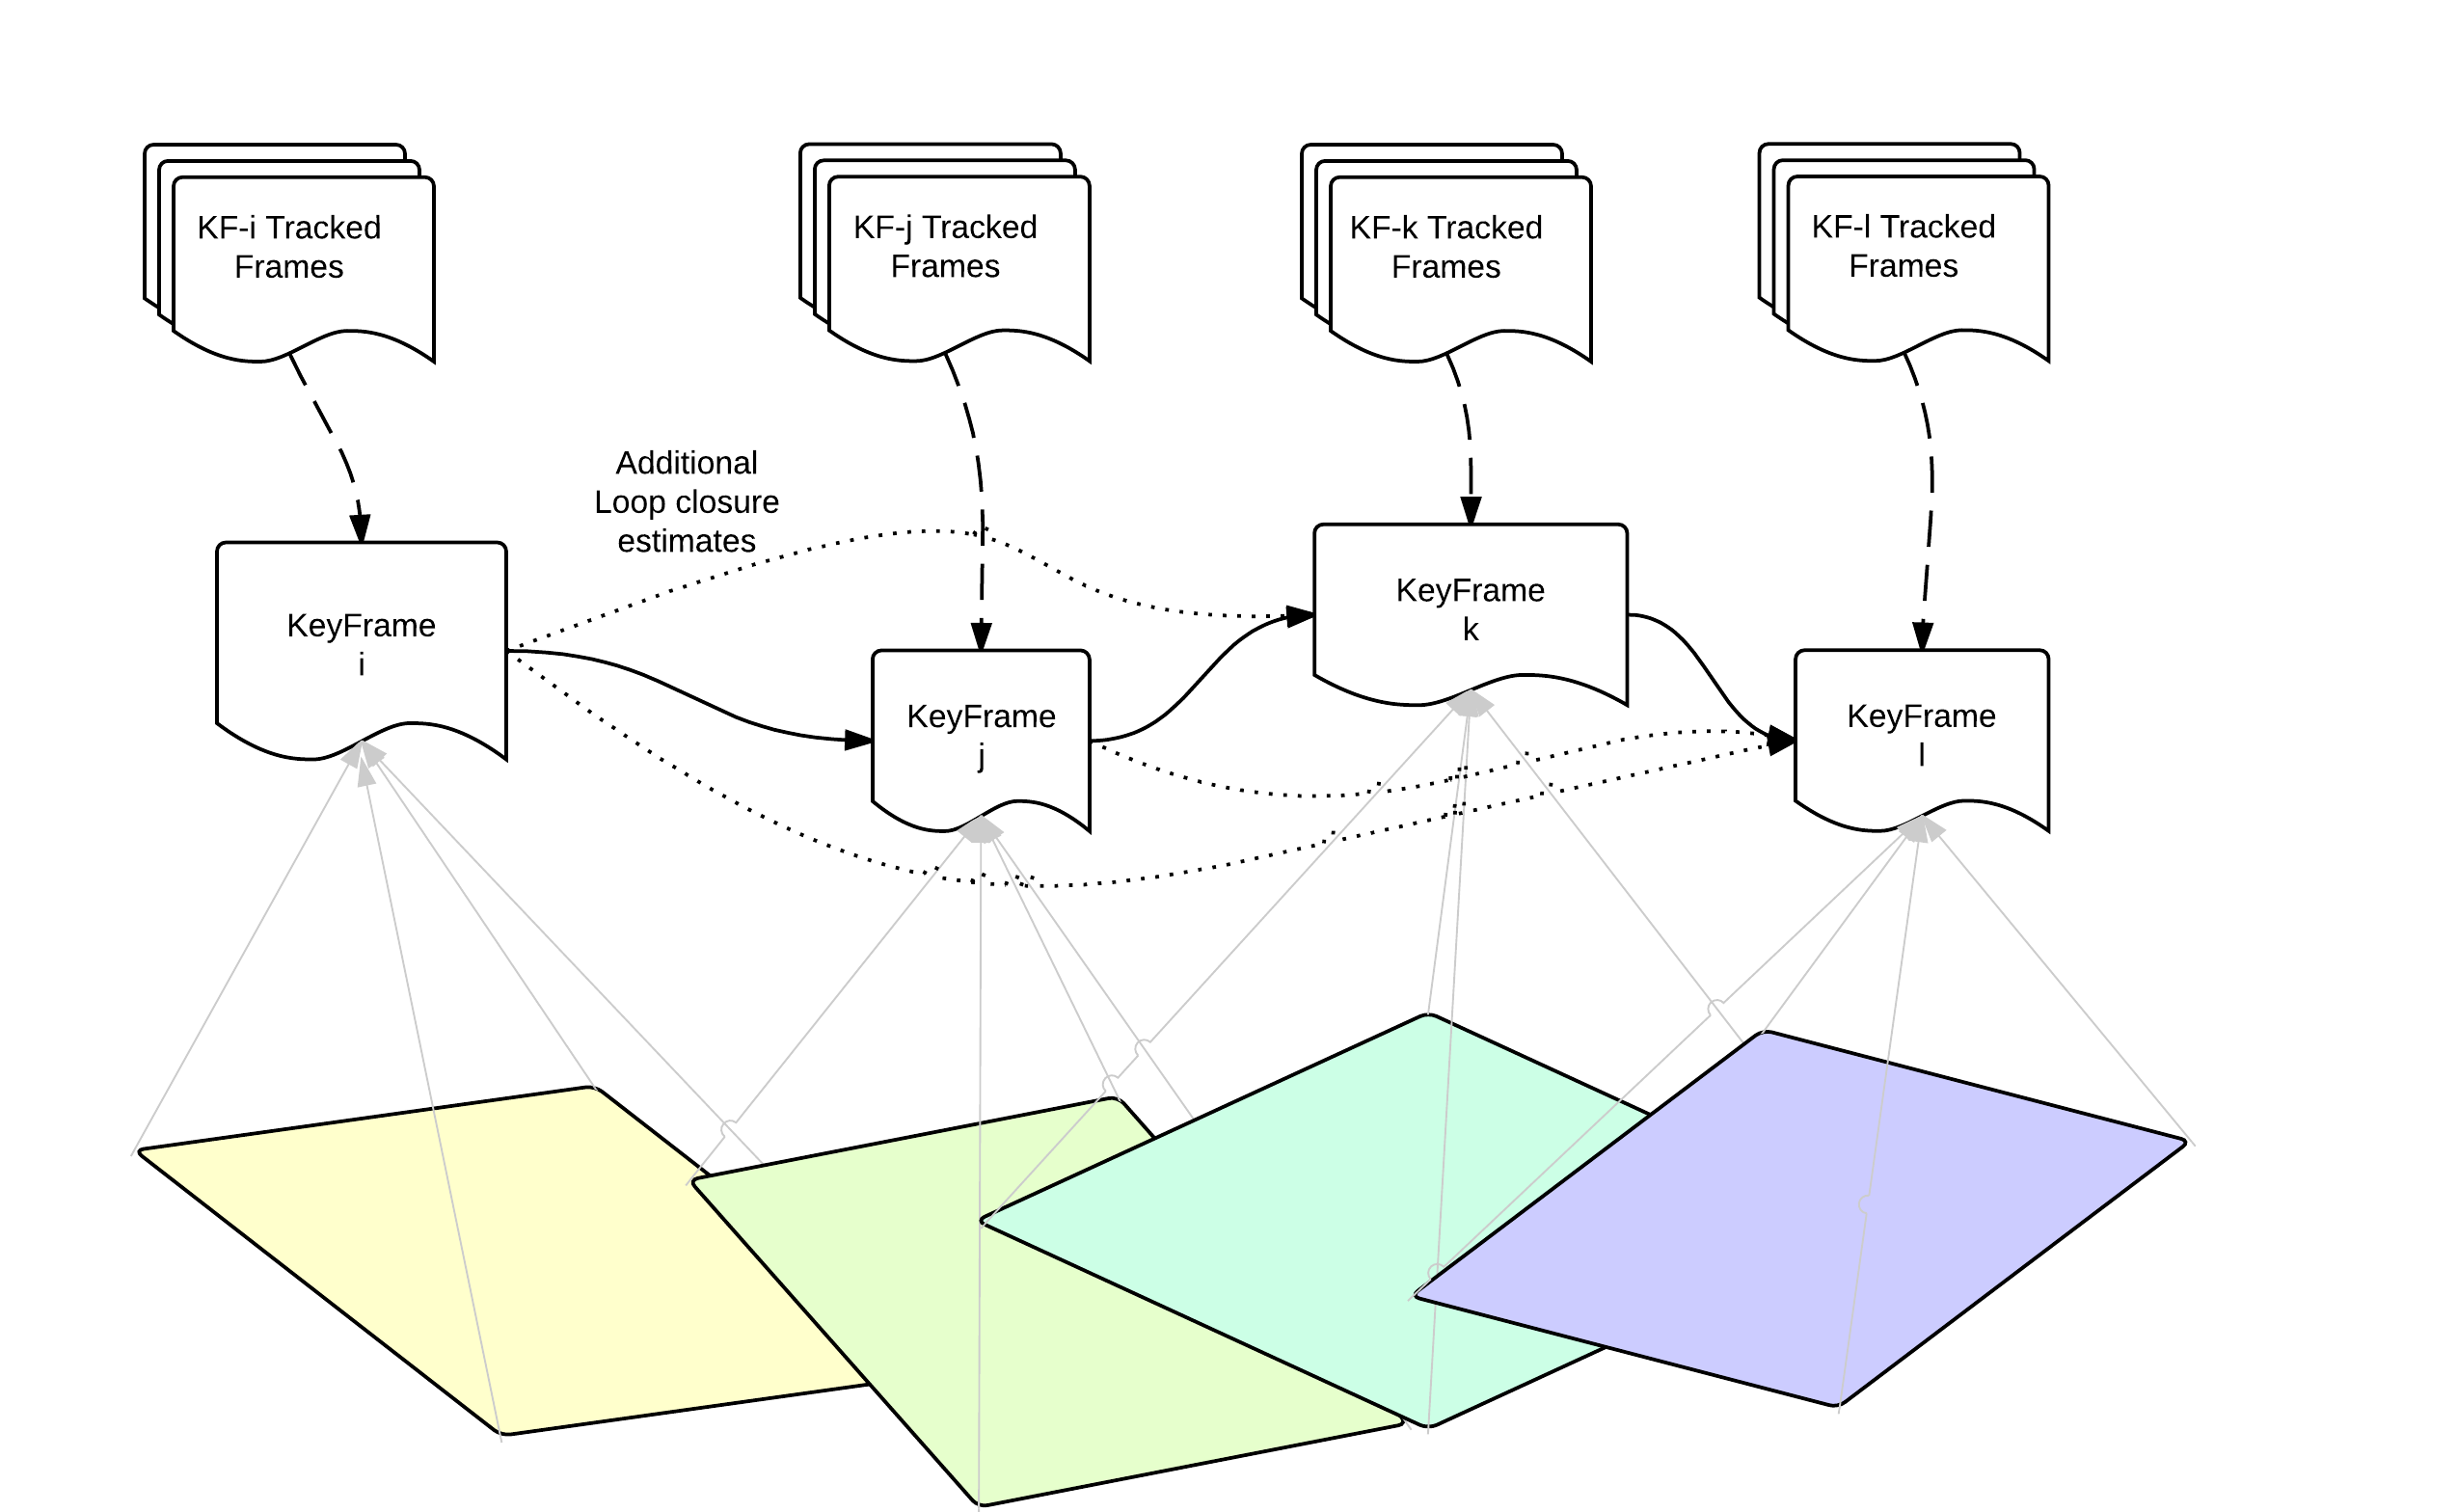 KF-i Tracked
Frames
KF-j Tracked
Frames
KF-k Tracked
Frames
KF-l Tracked
Frames
Additional
Loop closure
estimates
KeyFrame
i
KeyFrame
j
KeyFrame
k
KeyFrame
l